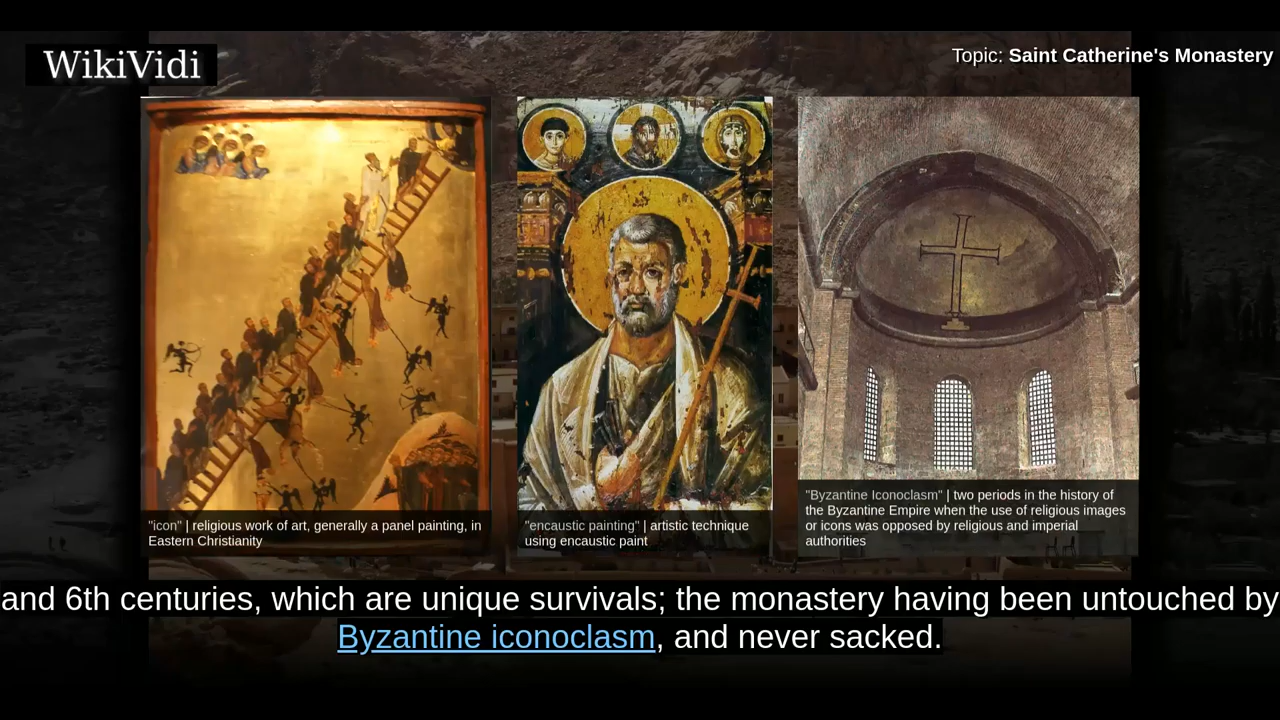 WikiVidi
Topic: Saint Catherine's Monastery
"icon" | religious work of art, generally a panel painting, in
Eastern Christianity
"encaustic painting" | artistic technique
using encaustic paint
"Byzantine Iconoclasm" | two periods in the history of
the Byzantine Empire when the use of religious images
or icons was opposed by religious and imperial
authorities
and 6th centuries, which are unique survivals; the monastery having been untouched by
Byzantine iconoclasm, and never sacked.